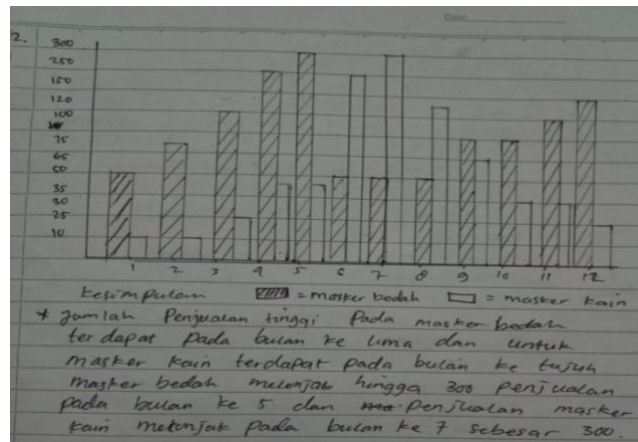 Date:
2.
300
250
150
120
100
75
65
50
35
30
25
10
1 2 3 4 5 6 7 8 9 10 11 12
Kesimpulan = masker bedah = masker kain
* Jumlah Penjualan tinggi Pada masker bedah
terdapat Pada bulan ke lima dan untuk
masker Kain terdapat pada bulan ke tujuh
masker bedah melonjak hingga 300 penjualan
pada bulan ke 5 dan penjualan masker
kain melonjak pada bulan ke 7 sebesar 300.